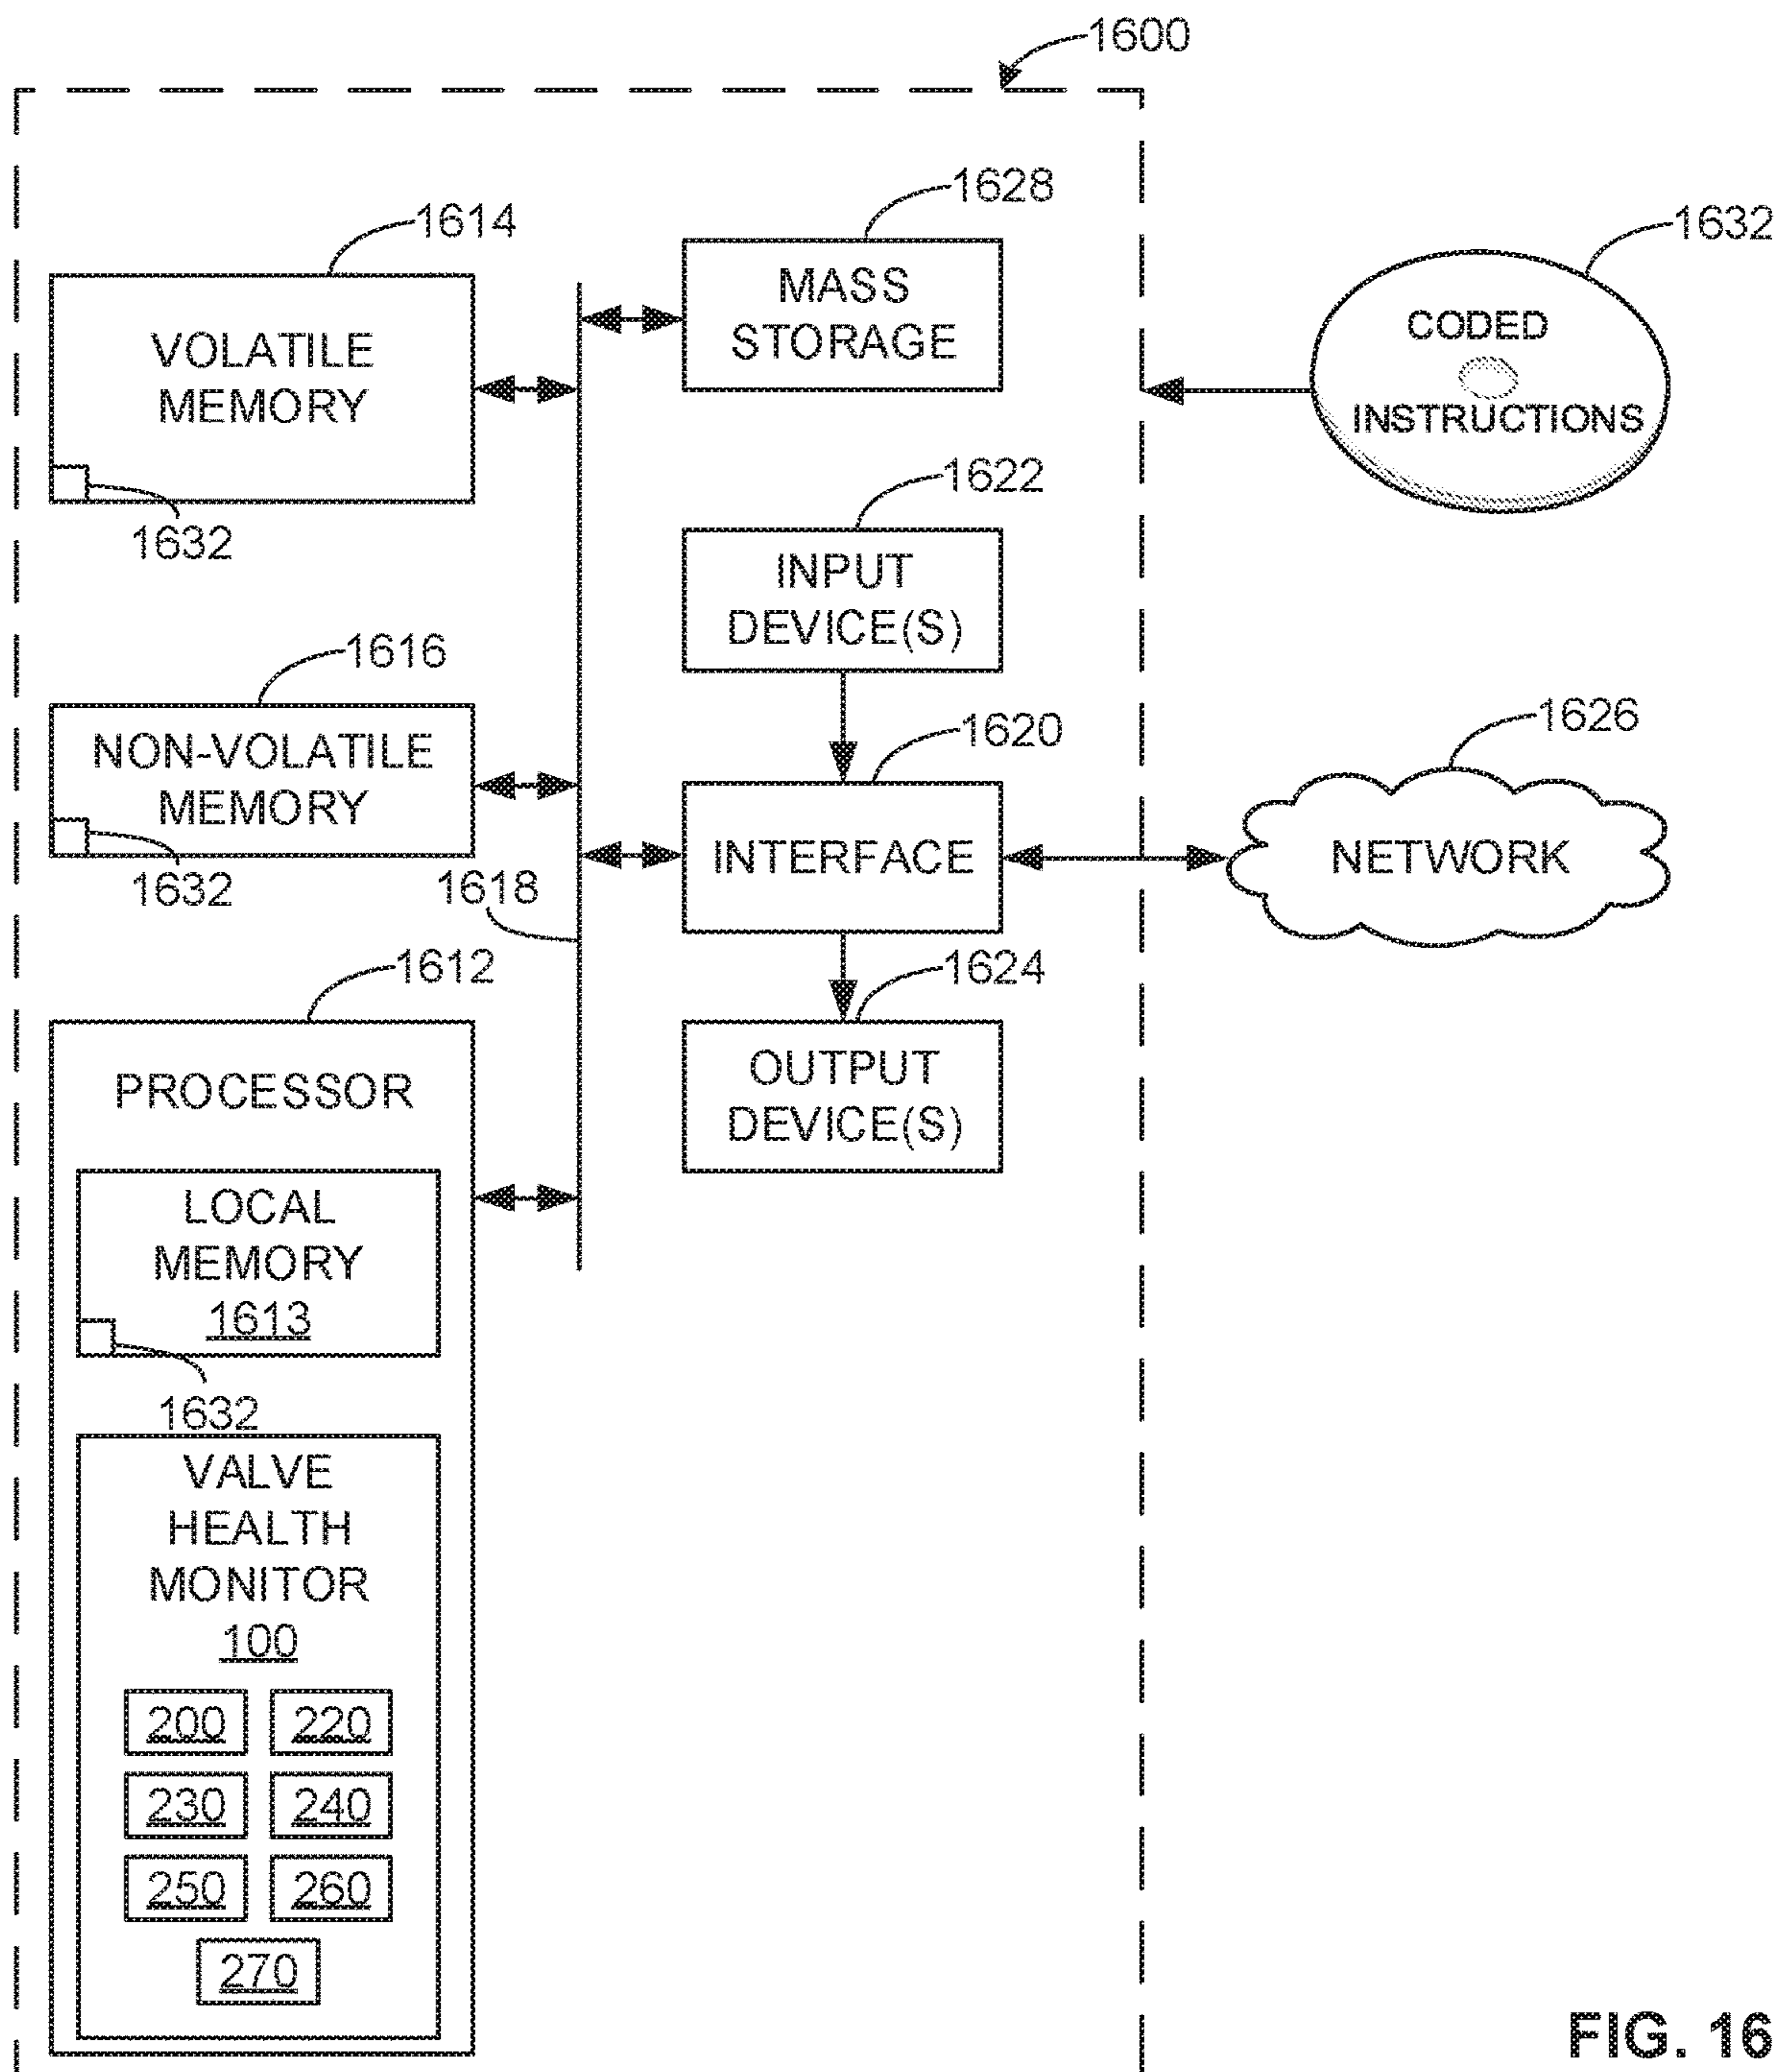 1600
1628
1614
1632
MASS
STORAGE
VOLATILE
MEMORY
CODED
INSTRUCTIONS
1632
1622
INPUT
DEVICE(S)
1616
1620
1626
NON-VOLATILE
MEMORY
INTERFACE
NETWORK
1632
1618
1612
1624
PROCESSOR
OUTPUT
DEVICE(S)
LOCAL
MEMORY
1613
1632
VALVE
HEALTH
MONITOR
100
200
220
230
240
250
260
270
FIG. 16